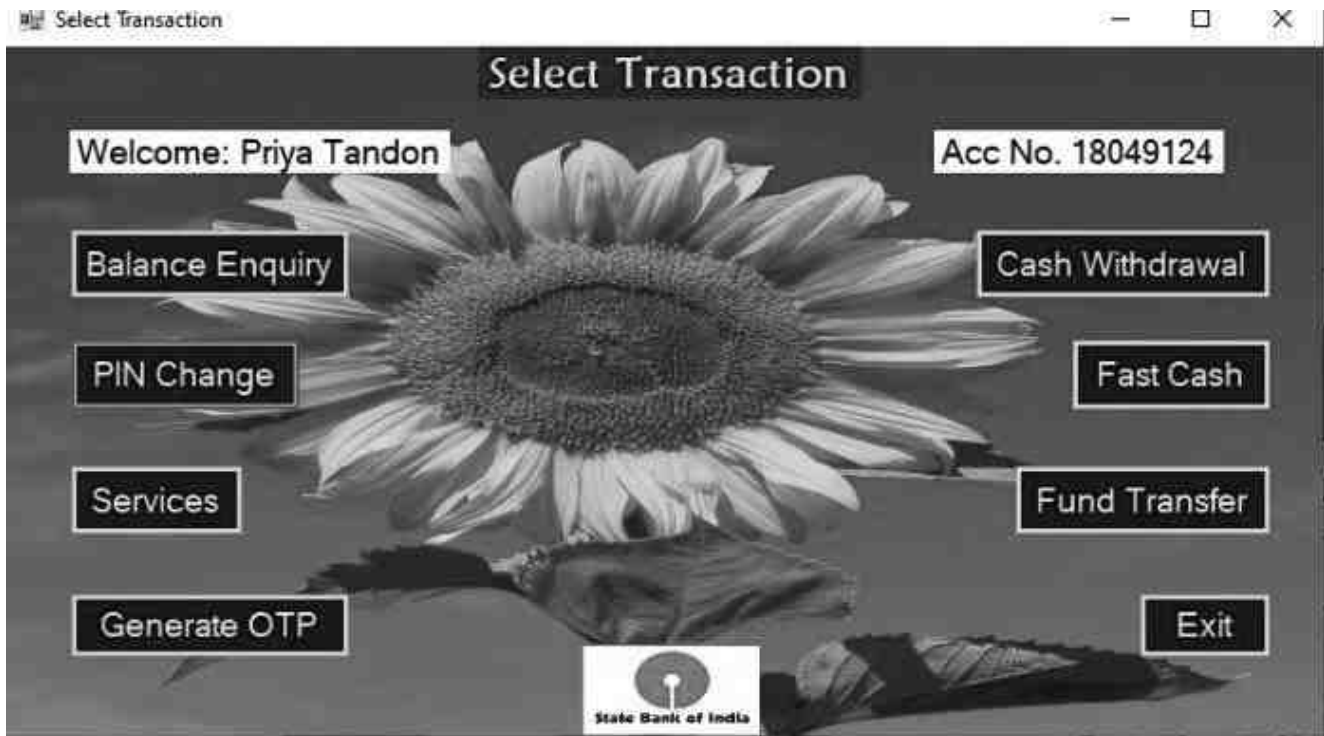 Select Transaction
Select Transaction
Welcome: Priya Tandon
Acc No. 18049124
Balance Enquiry
Cash Withdrawal
PIN Change
Fast Cash
Services
Fund Transfer
Generate OTP
Exit
State Bank of India